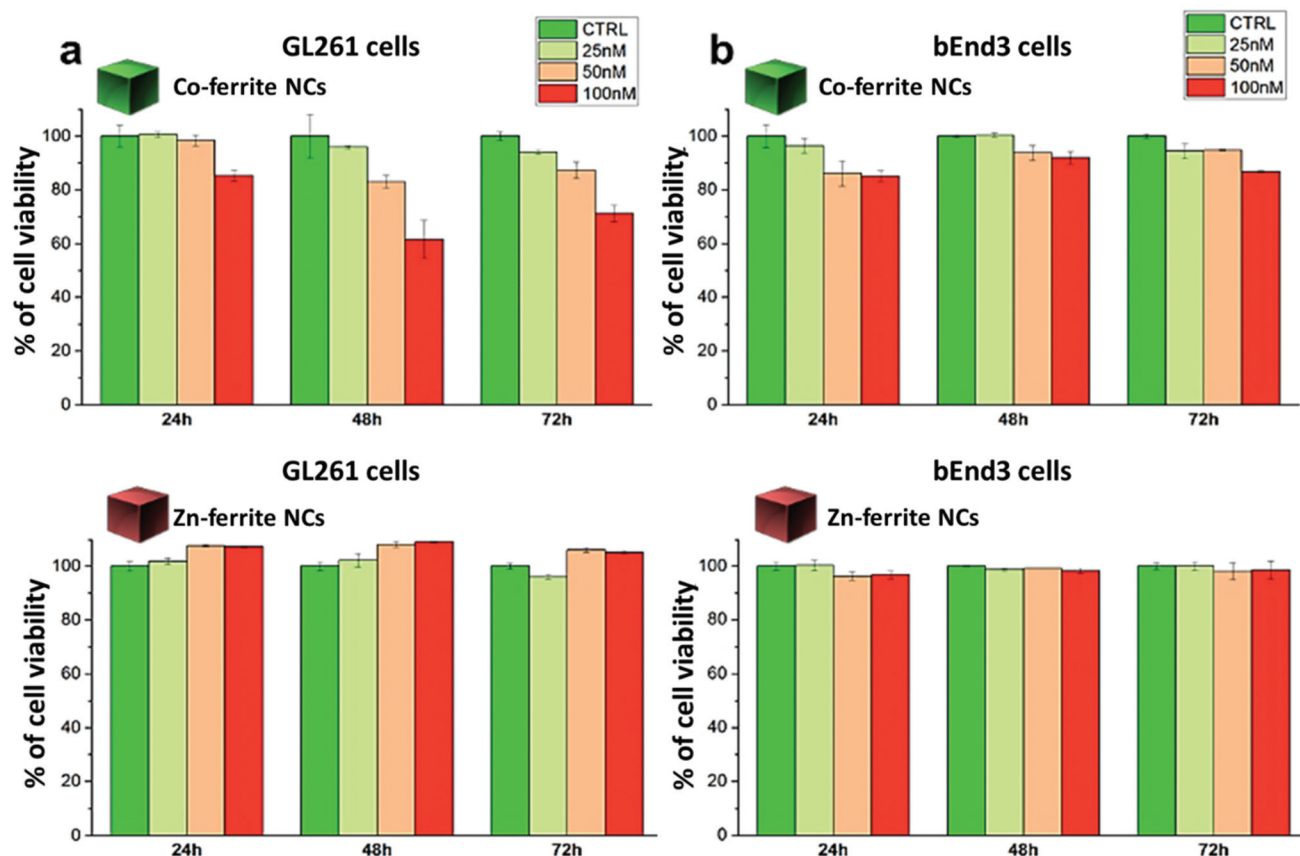 a
GL261 cells
Co-ferrite NCs
CTRL
25nM
50nM
100nM
% of cell viability
100
80
60
40
20
0
24h
48h
72h
b
bEnd3 cells
Co-ferrite NCs
CTRL
25nM
50nM
100nM
% of cell viability
100
80
60
40
20
0
24h
48h
72h
GL261 cells
Zn-ferrite NCs
% of cell viability
100
80
60
40
20
0
24h
48h
72h
bEnd3 cells
Zn-ferrite NCs
% of cell viability
100
80
60
40
20
0
24h
48h
72h